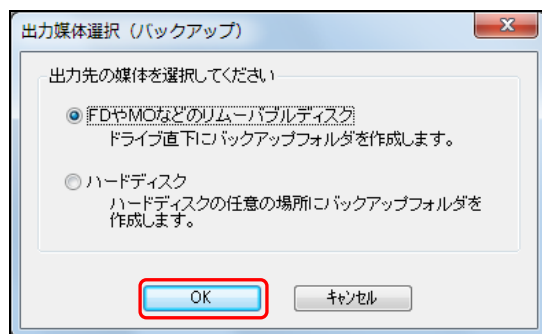 出力媒体選択（バックアップ）
出力先の媒体を選択してください
FDやMOなどのリムーバブルディスク
ドライブ直下にバックアップフォルダを作成します。
ハードディスク
ハードディスクの任意の場所にバックアップフォルダを
作成します。
OK
キャンセル